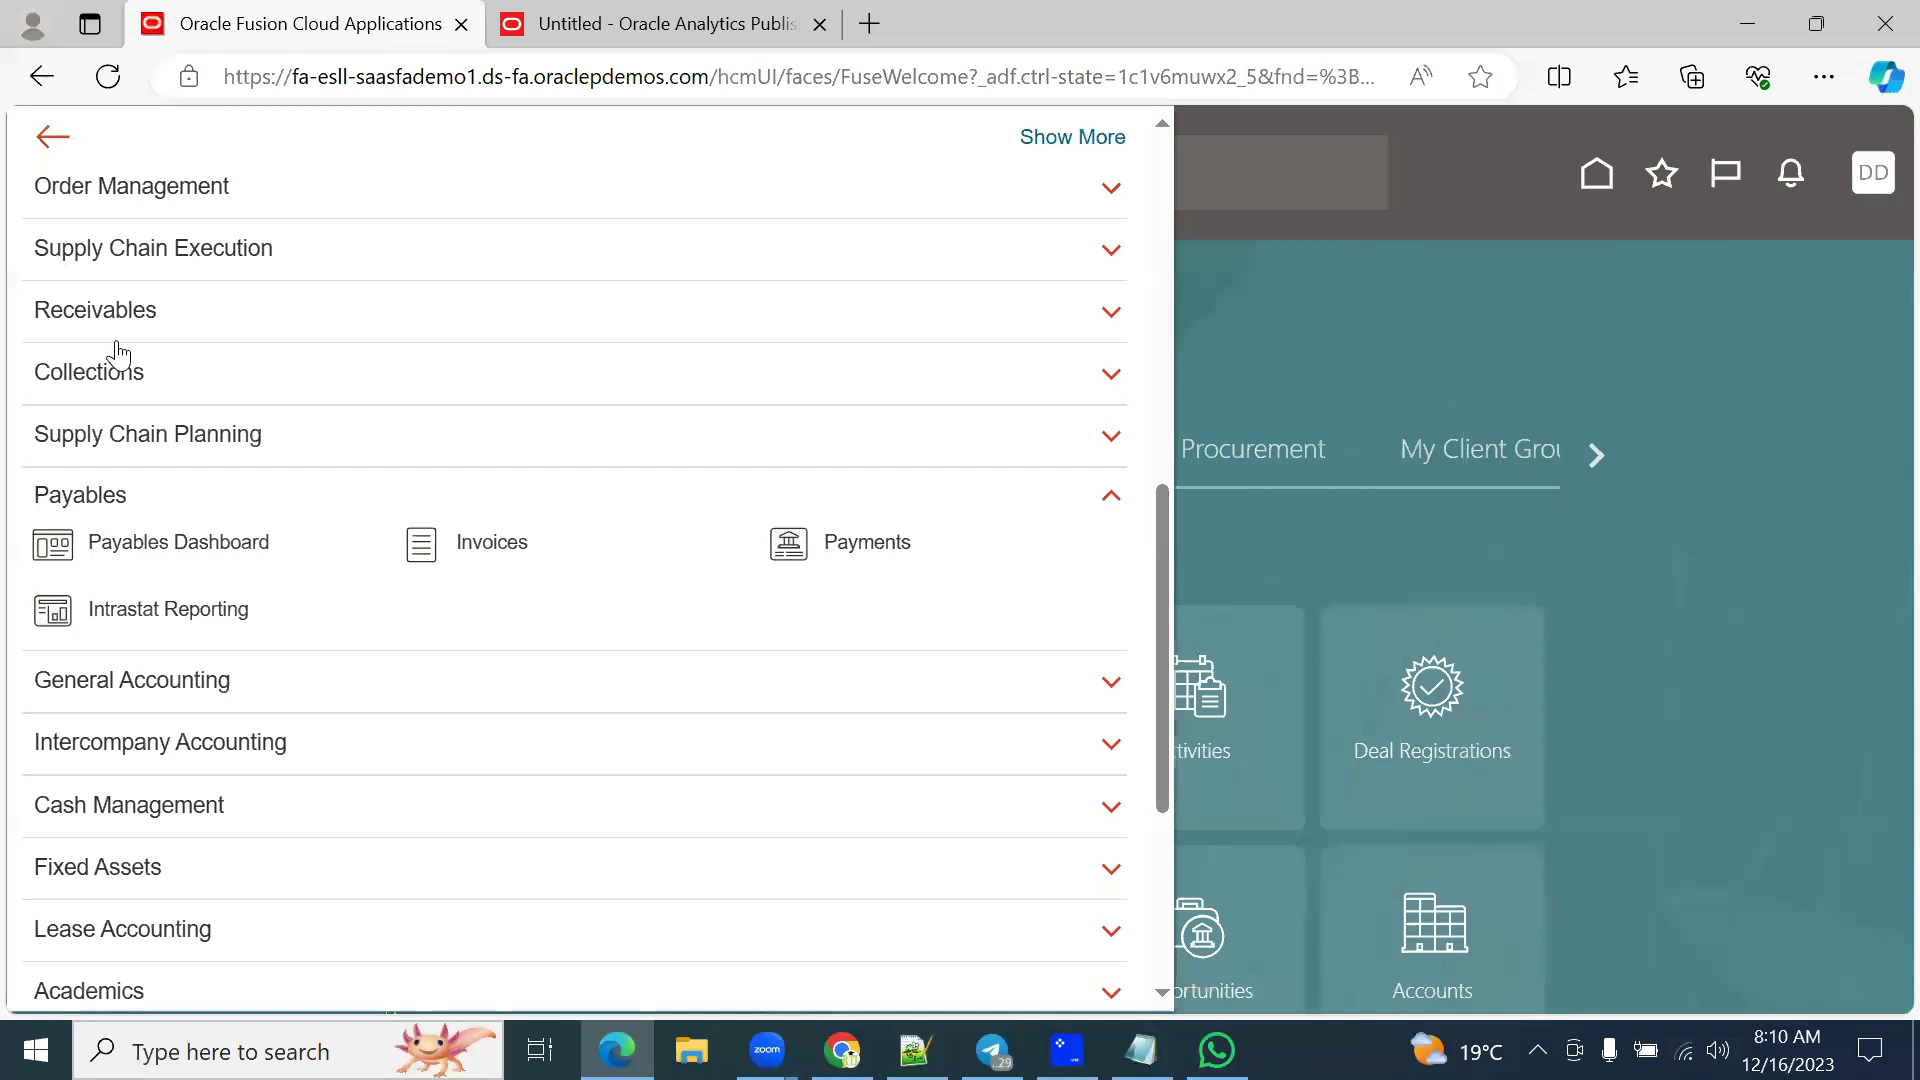 Oracle Fusion Cloud Applications
Untitled - Oracle Analytics Publis
https://fa-esll-saasfademo1.ds-fa.oraclepdemos.com/hcmUI/faces/FuseWelcome?_adf.ctrl-state=1c1v6muwx2_5&fnd=%3B...
Show More
DD
Order Management
Supply Chain Execution
Receivables
Collections
Supply Chain Planning
Payables
Payables Dashboard
Invoices
Payments
Intrastat Reporting
General Accounting
Intercompany Accounting
Cash Management
Fixed Assets
Lease Accounting
Academics
Procurement
My Client Grou
tivities
Deal Registrations
ortunities
Accounts
Type here to search
zoom
29
19°C
8:10 AM
12/16/2023